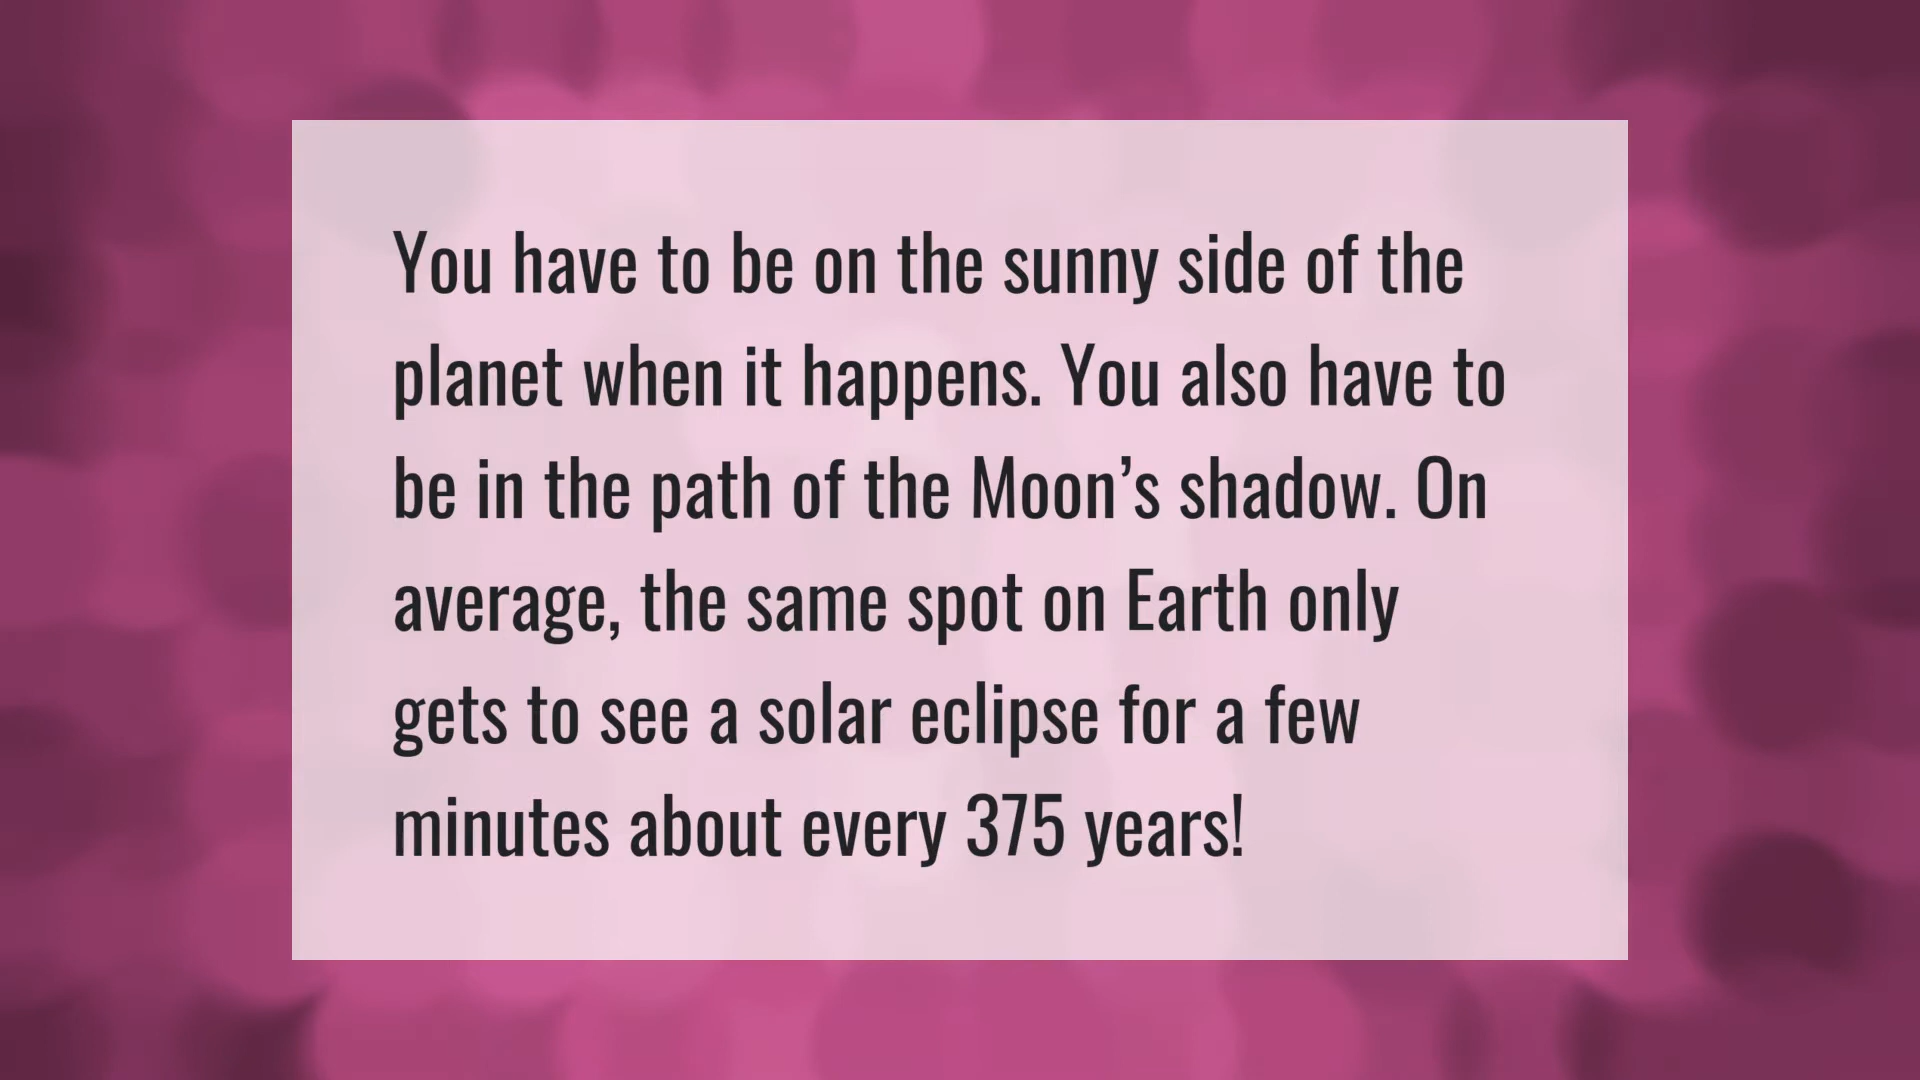 You have to be on the sunny side of the
planet when it happens. You also have to
be in the path of the Moon’s shadow. On
average, the same spot on Earth only
gets to see a solar eclipse for a few
minutes about every 375 years!